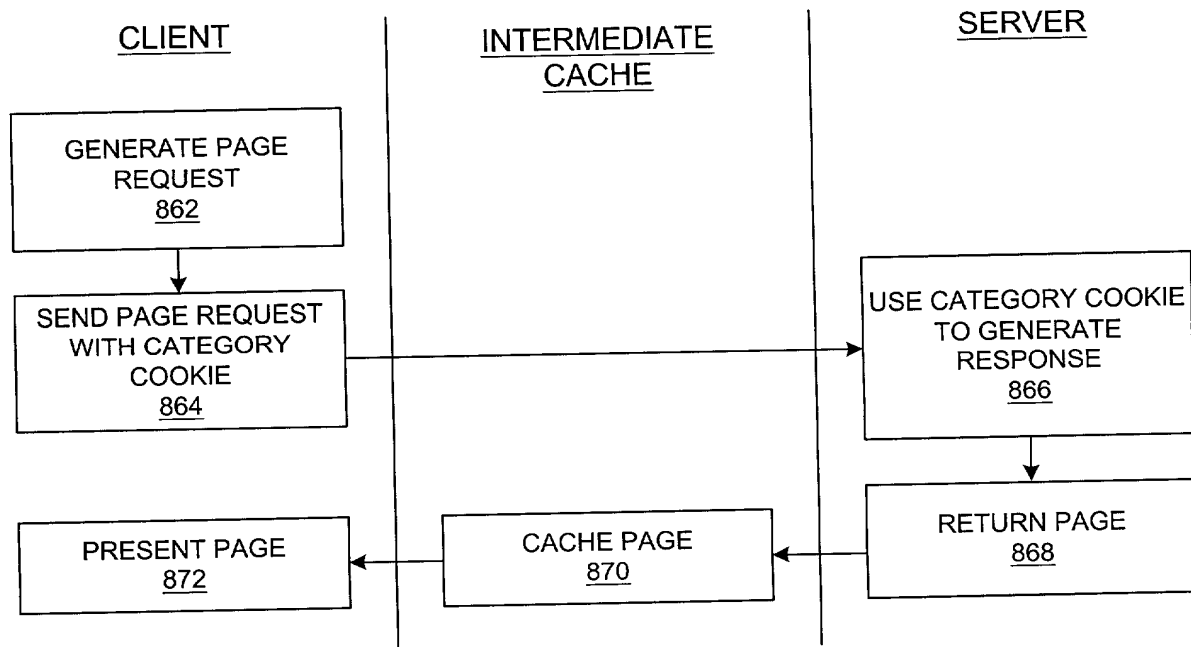 CLIENT
INTERMEDIATE
CACHE
SERVER
GENERATE PAGE
REQUEST
862
SEND PAGE REQUEST
WITH CATEGORY
COOKIE
864
USE CATEGORY COOKIE
TO GENERATE
RESPONSE
866
PRESENT PAGE
872
CACHE PAGE
870
RETURN PAGE
868